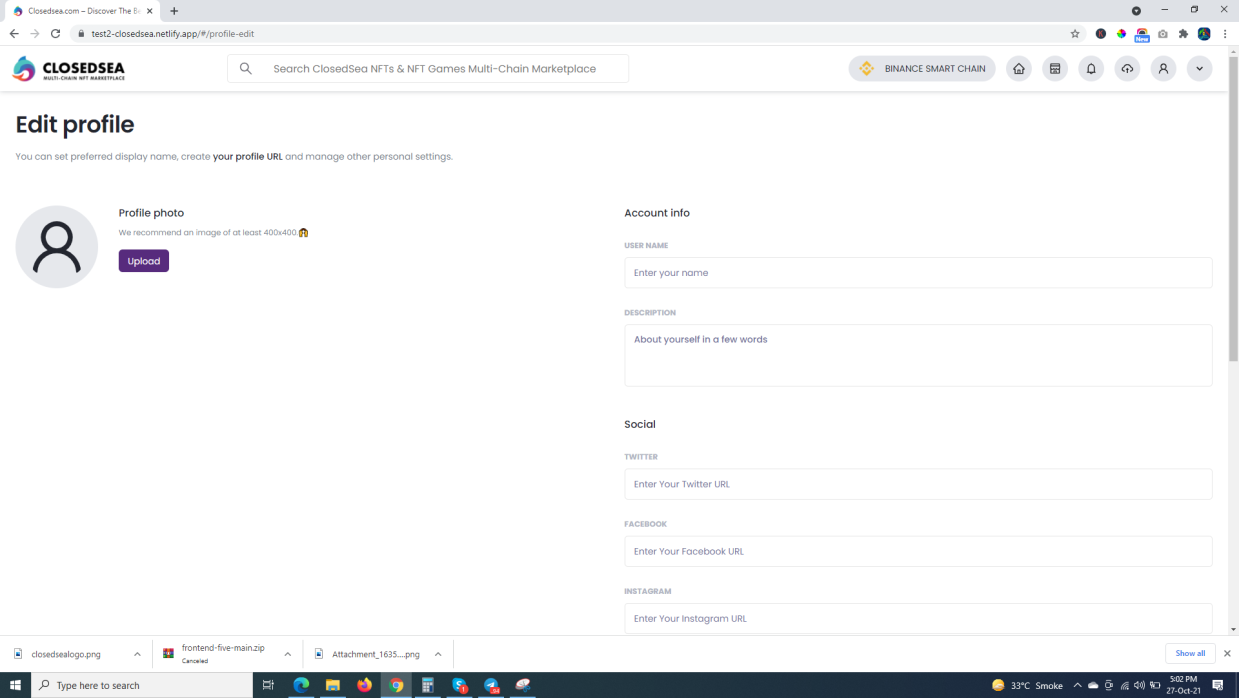 Closedsea.com – Discover The Be
test2-closedsea.netlify.app/#/profile-edit
New
CLOSEDSEA
MULTI-CHAIN NFT MARKETPLACE
Search ClosedSea NFTs & NFT Games Multi-Chain Marketplace
BINANCE SMART CHAIN
Edit profile
You can set preferred display name, create your profile URL and manage other personal settings.
Profile photo
We recommend an image of at least 400x400.
Upload
Account info
USER NAME
Enter your name
DESCRIPTION
About yourself in a few words
Social
TWITTER
Enter Your Twitter URL
FACEBOOK
Enter Your Facebook URL
INSTAGRAM
Enter Your Instagram URL
closedsealogo.png
frontend-five-main.zip
Canceled
Attachment_1635....png
Show all
Type here to search
33°C Smoke
5:02 PM
27-Oct-21